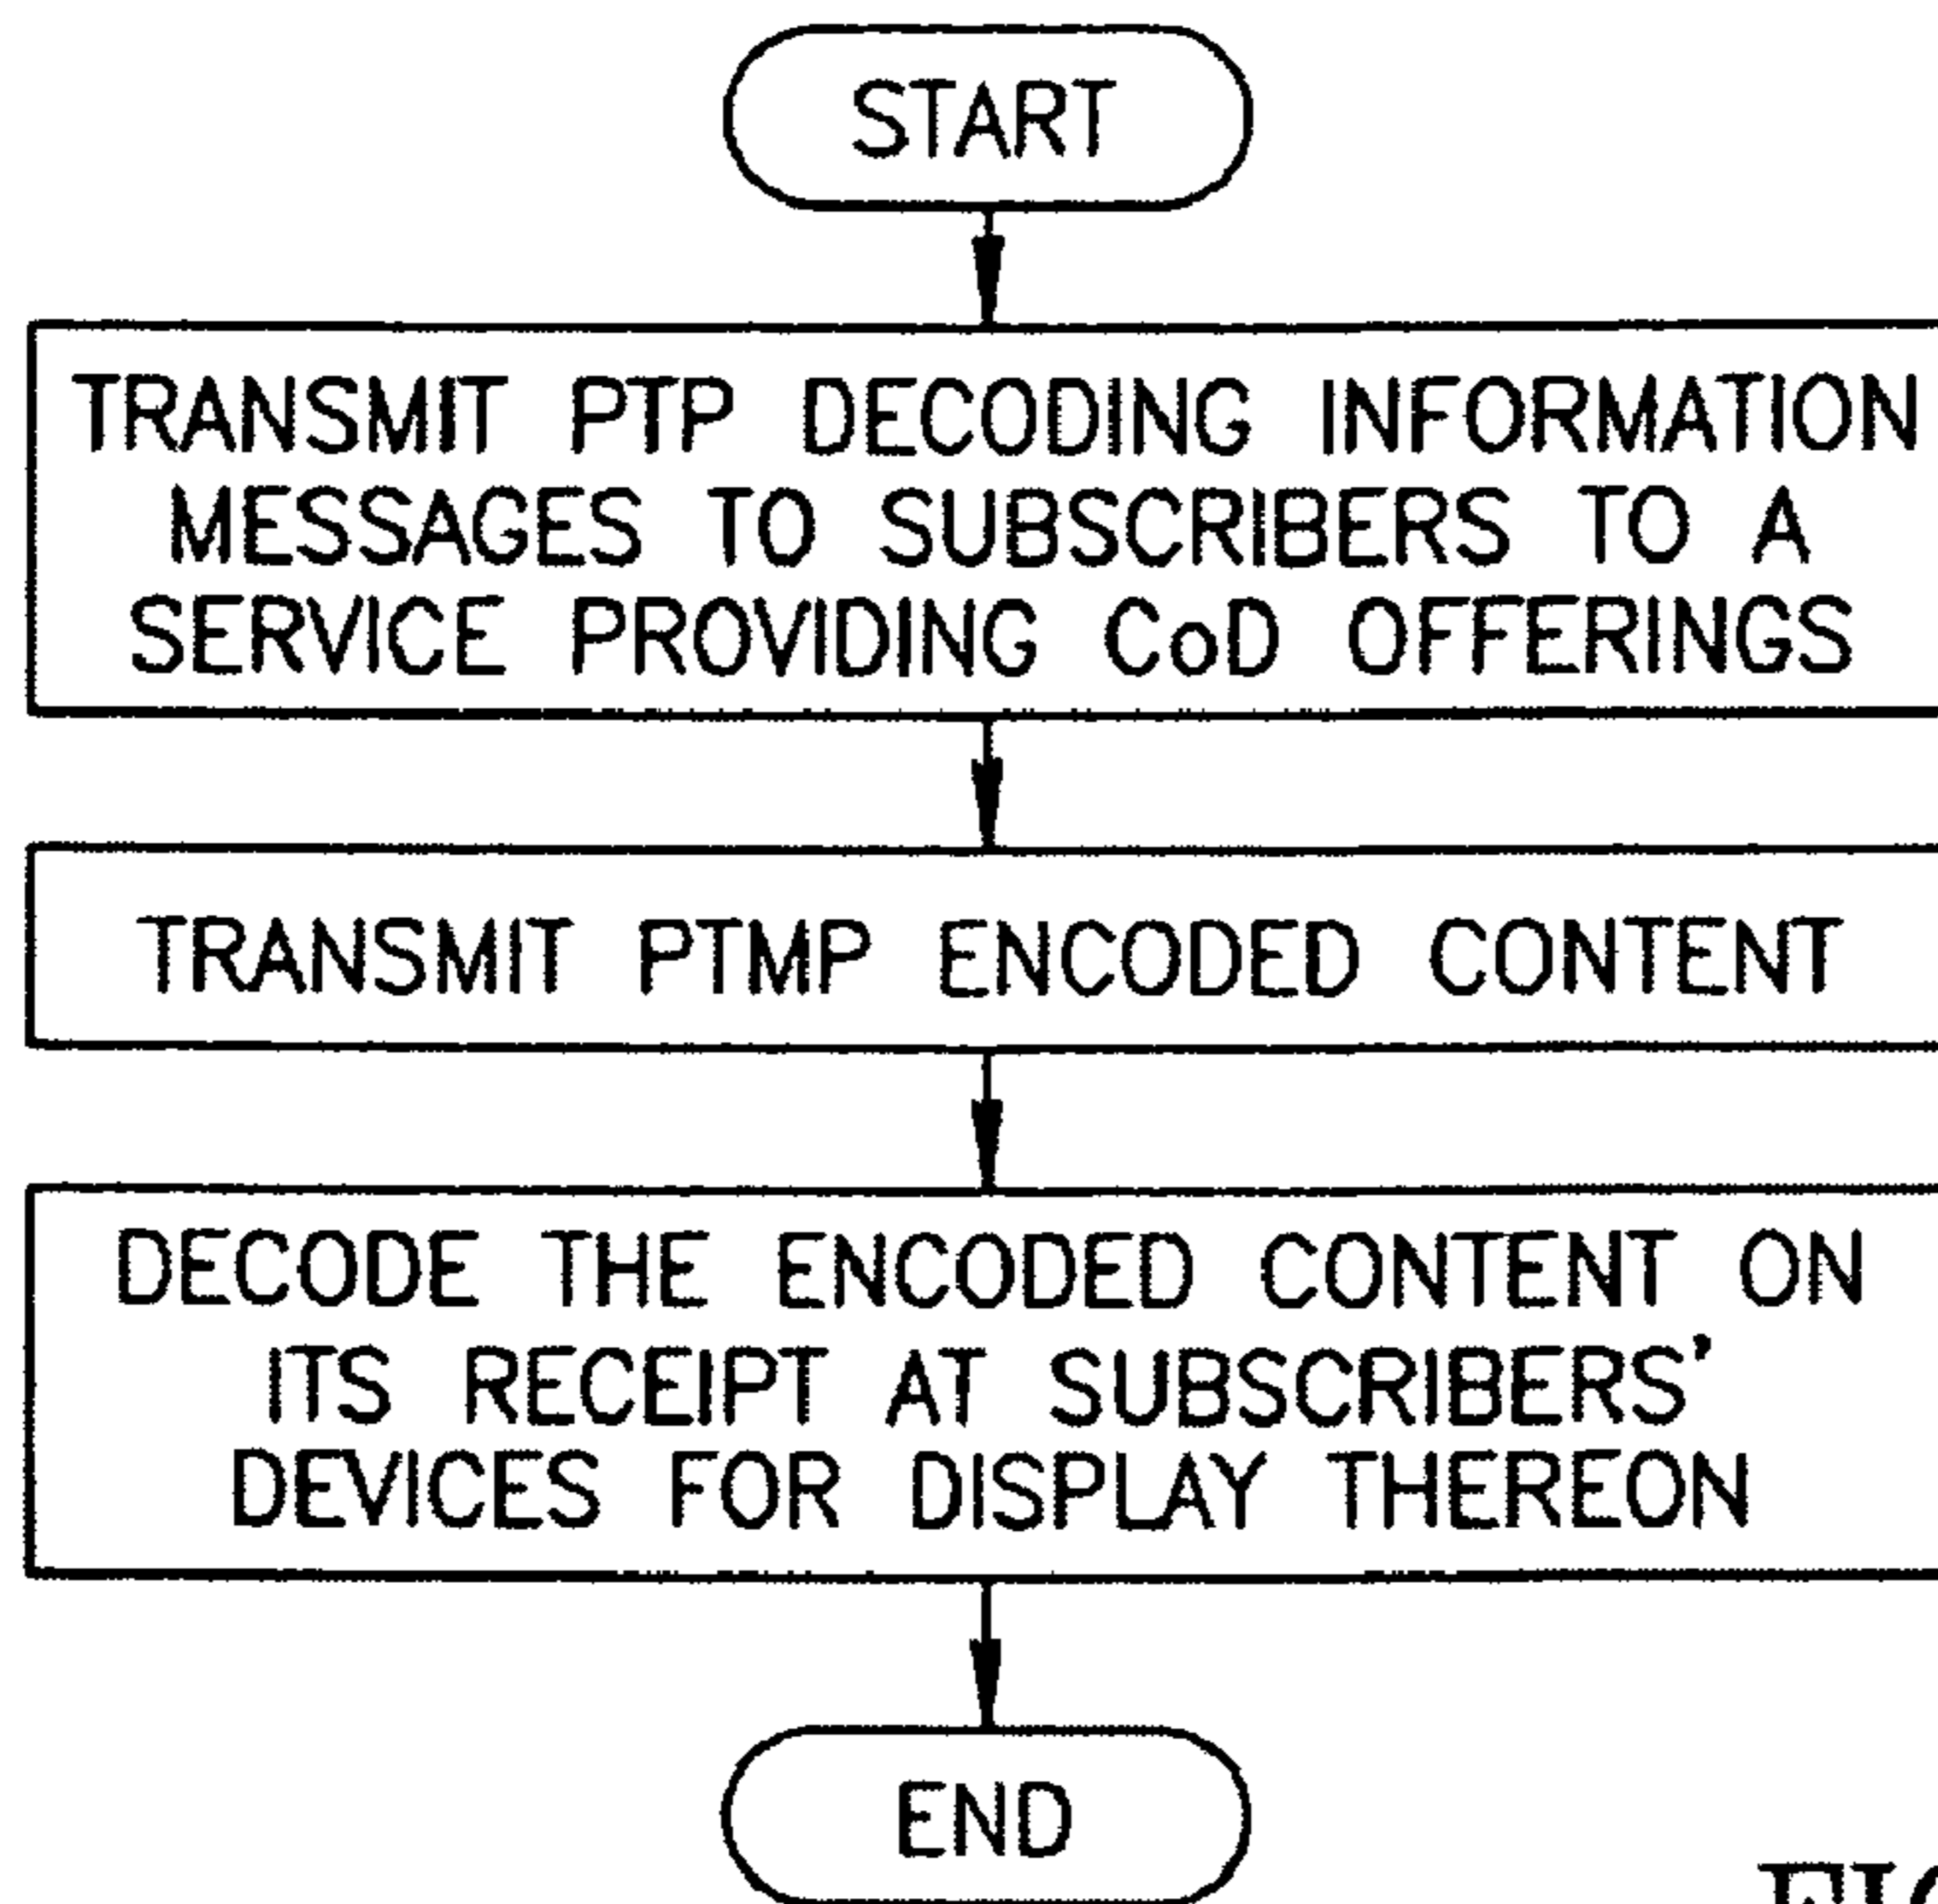 START
TRANSMIT PTP DECODING INFORMATION
MESSAGES TO SUBSCRIBERS TO A
SERVICE PROVIDING CoD OFFERINGS
TRANSMIT PTMP ENCODED CONTENT
DECODE THE ENCODED CONTENT ON
ITS RECEIPT AT SUBSCRIBERS'
DEVICES FOR DISPLAY THEREON
END